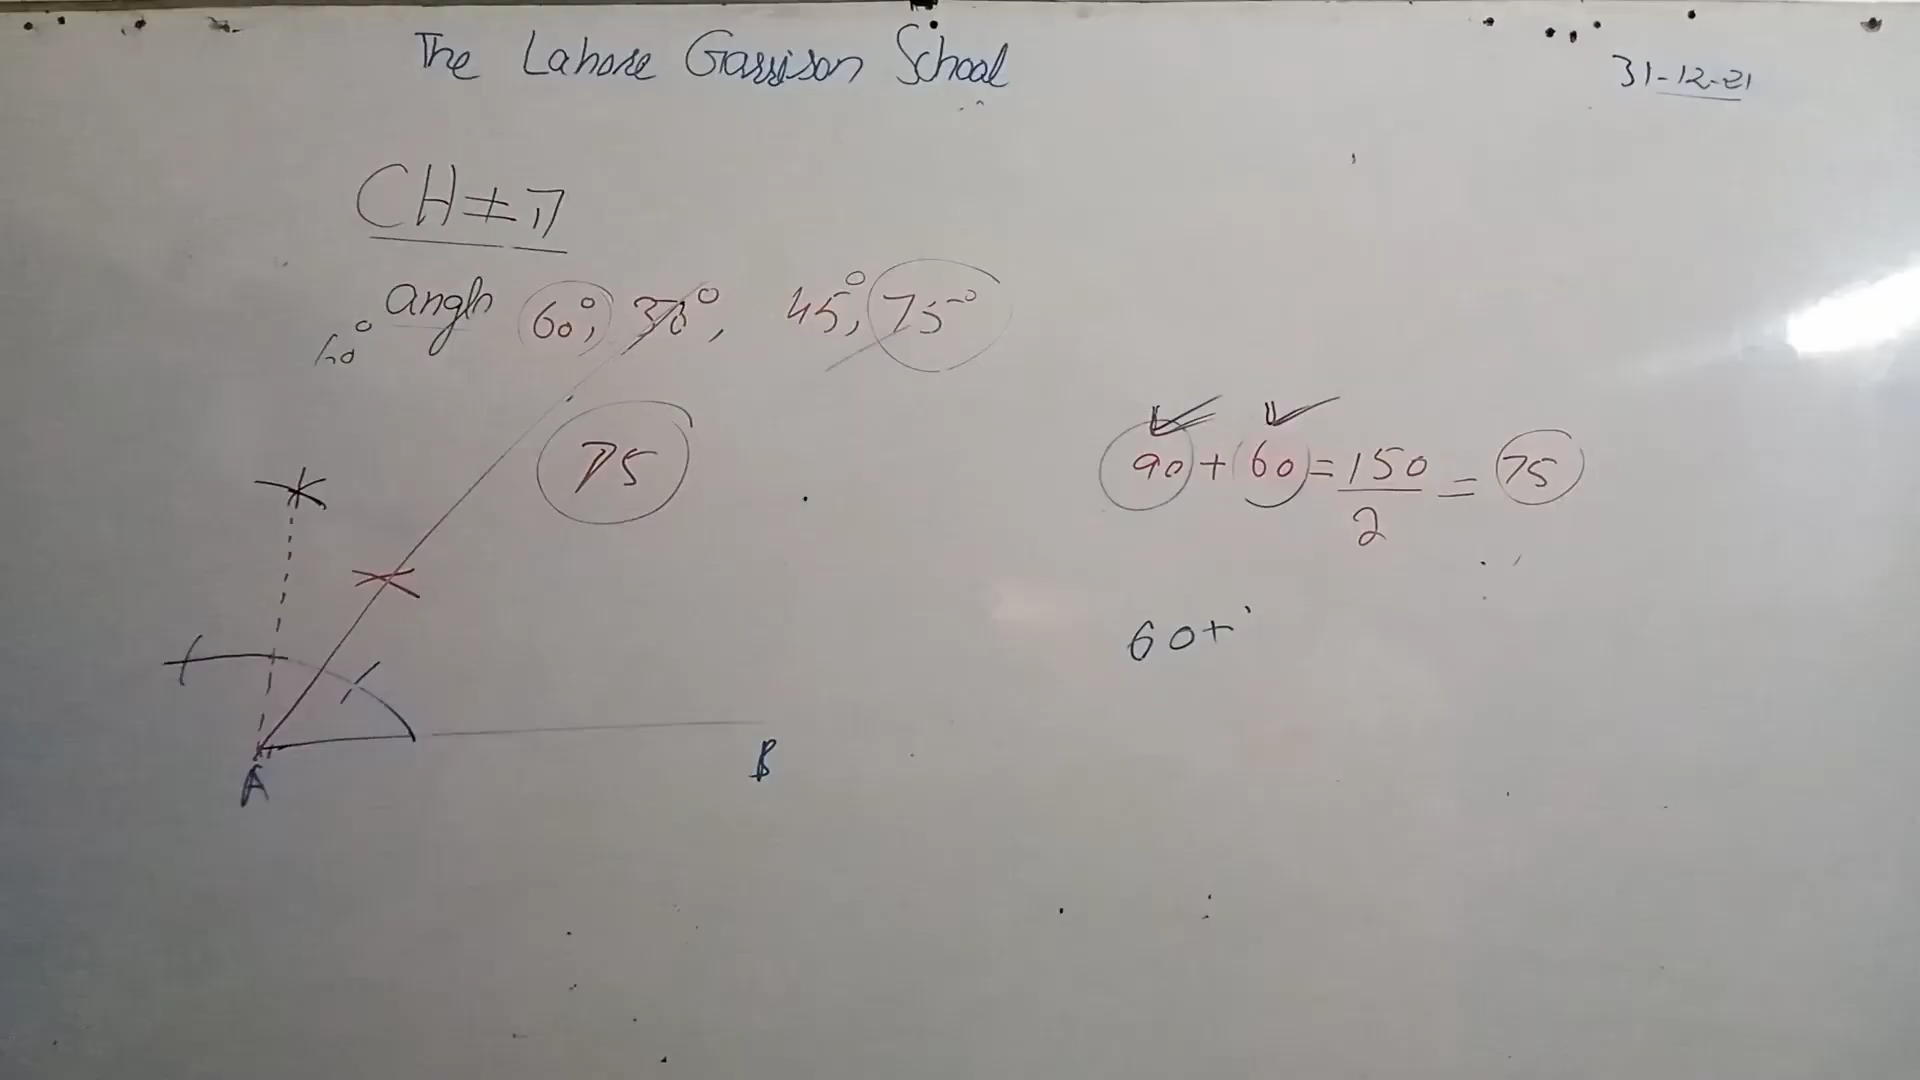 The Lahore Garrison School
31-12-21
CH # 7
angln 60°, 30°, 45°, 75°
60°
75
90 + 60 = 150/2 = 75
60+
A
B